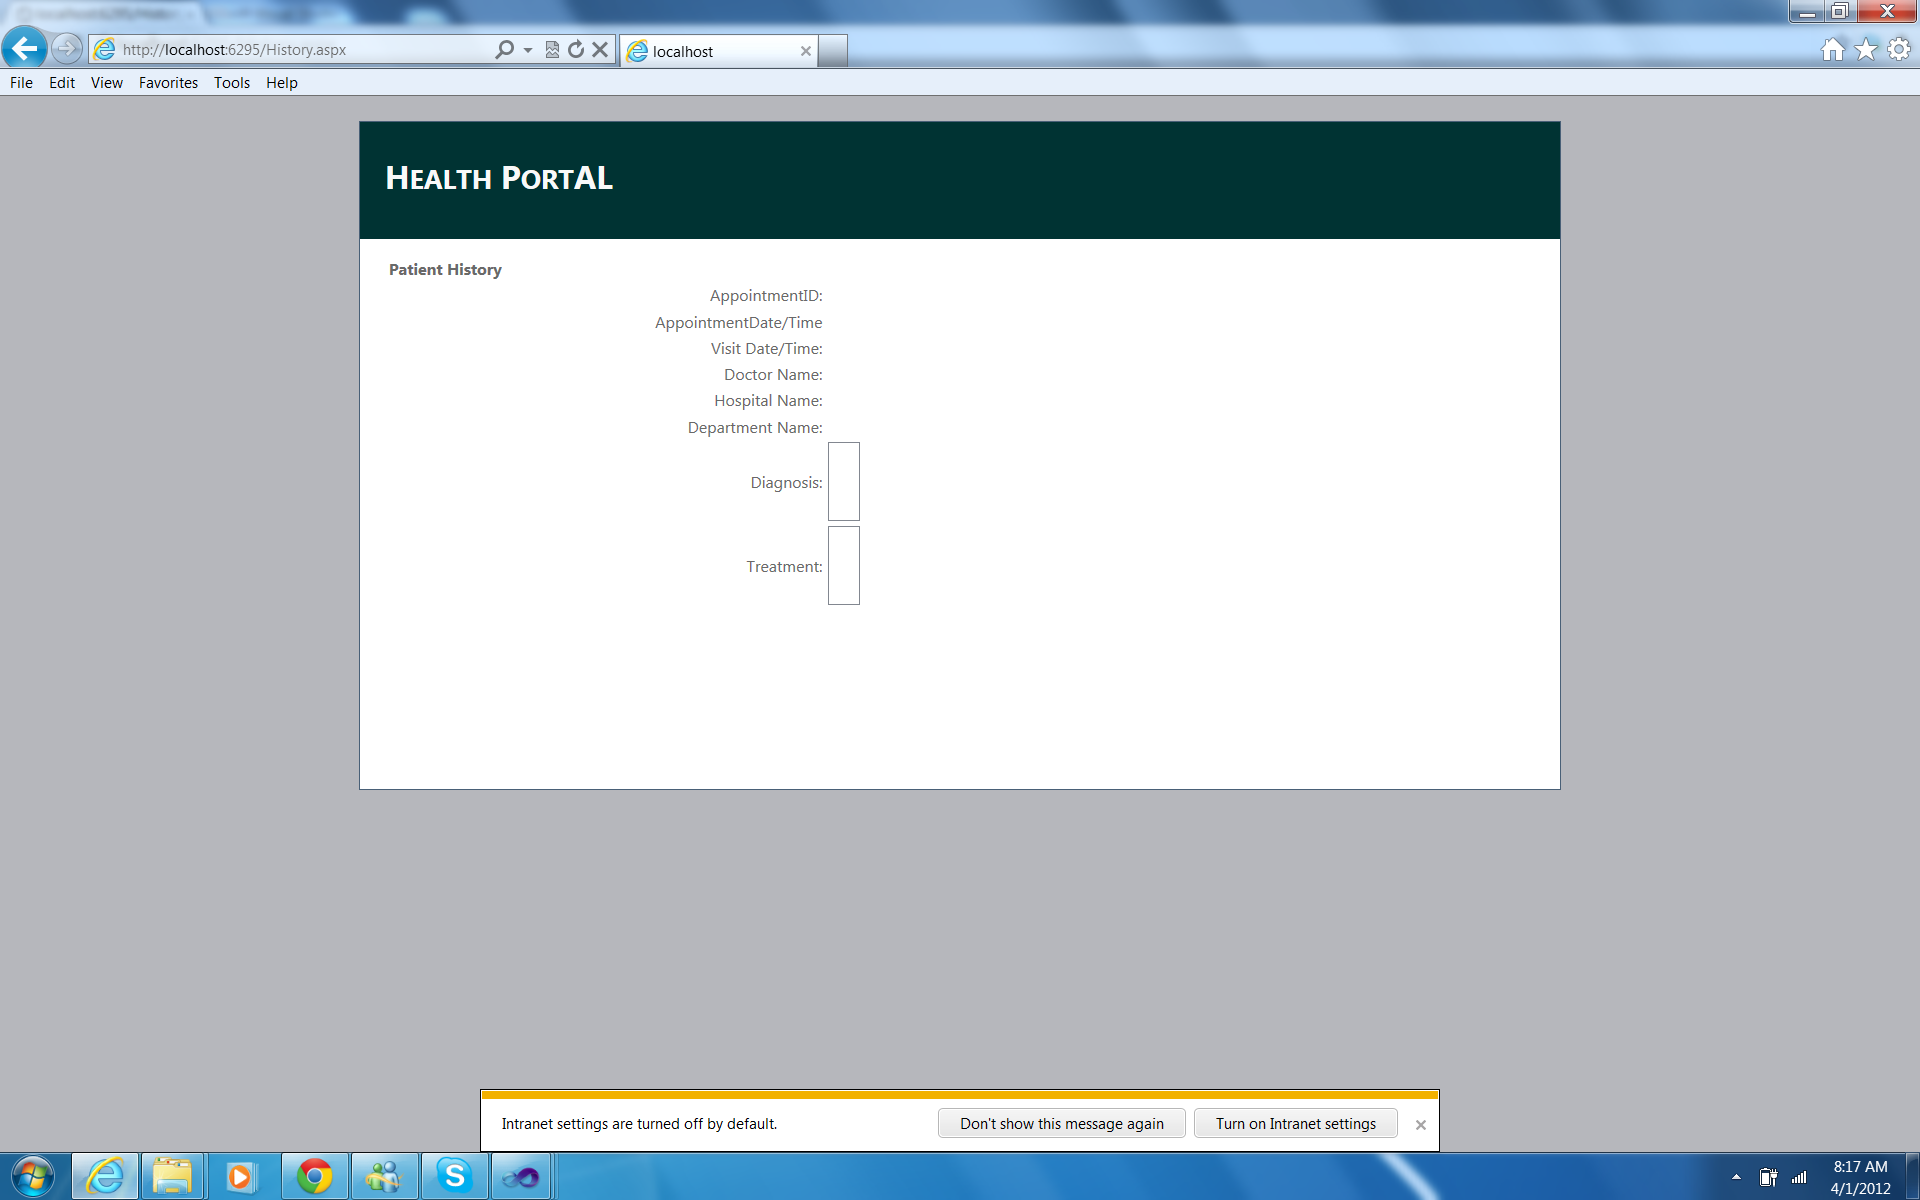 http://localhost:6295/History.aspx
localhost
File Edit View Favorites Tools Help
HEALTH PORTAL
Patient History
AppointmentID:
AppointmentDate/Time
Visit Date/Time:
Doctor Name:
Hospital Name:
Department Name:
Diagnosis:
Treatment:
Intranet settings are turned off by default. Don't show this message again Turn on Intranet settings
8:17 AM
4/1/2012